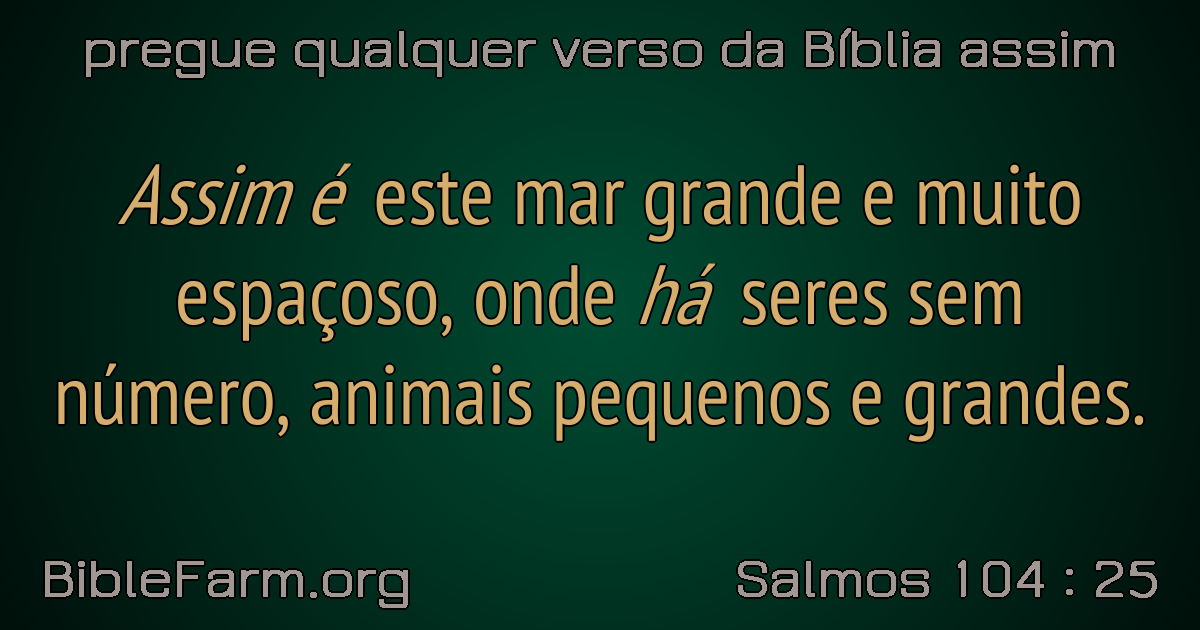 pregue qualquer verso da Bíblia assim
Assim é este mar grande e muito
espaçoso, onde há seres sem
número, animais pequenos e grandes.
BibleFarm.org
Salmos 104 : 25